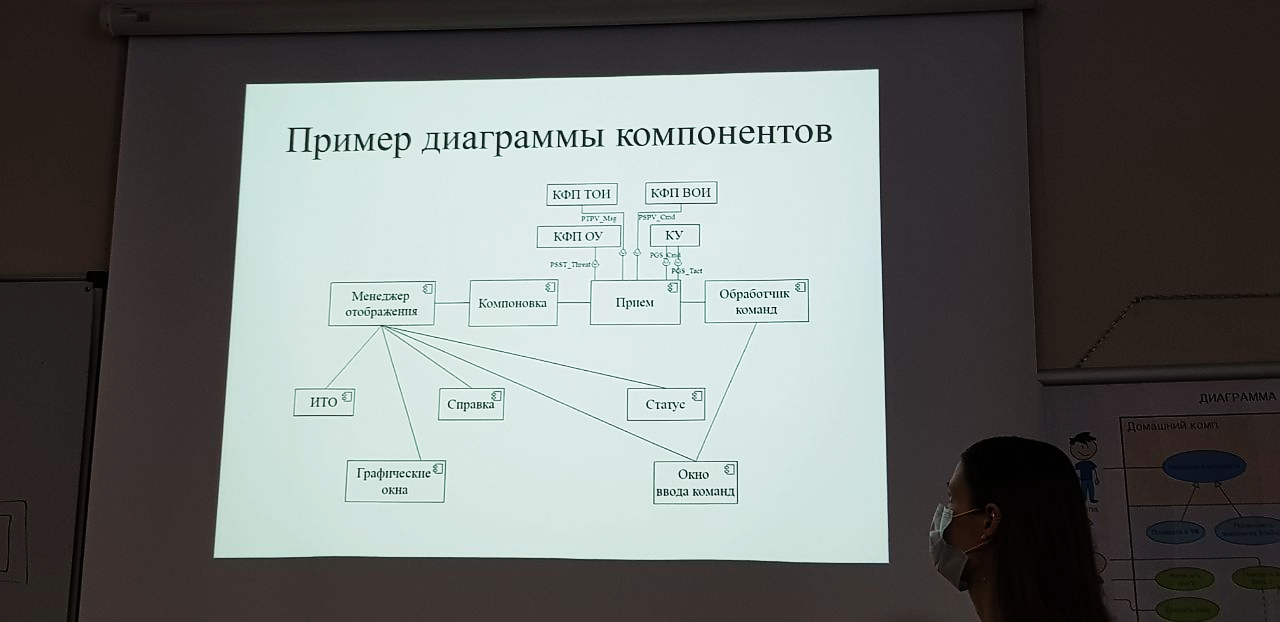 Пример диаграммы компонентов
КФП ТОИ
КФП ВОИ
PTPV_Msg
PSPV_Cmd
КФП ОУ
КУ
PGS_Cmd
PSST_Threat
PGS_Tact
Менеджер
отображения
Компоновка
Прием
Обработчик
команд
ИТО
Справка
Статус
Графические
окна
Окно
ввода команд
ДИАГРАММА
Домашний комп